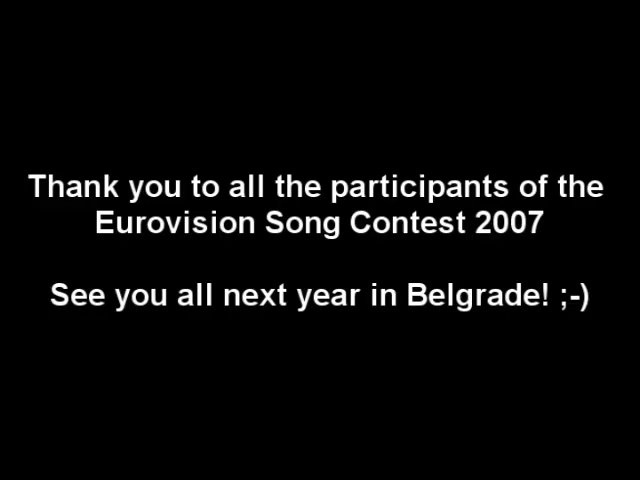 Thank you to all the participants of the
Eurovision Song Contest 2007
See you all next year in Belgrade! ;-)